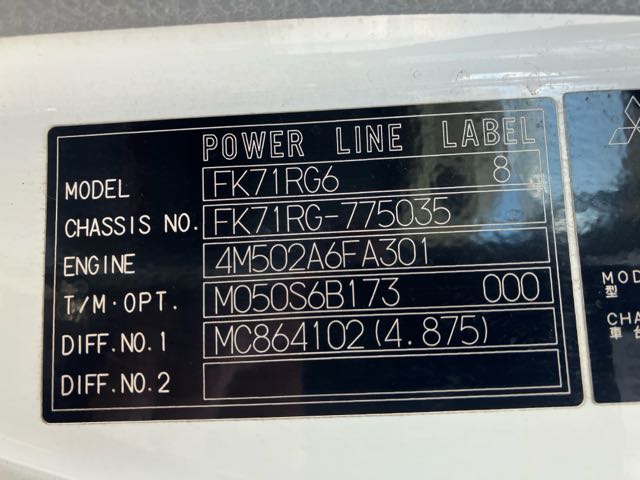 POWER LINE LABEL
MODEL FK71RG6 8
CHASSIS NO. FK71RG-775035
ENGINE 4M502A6FA301
T/M·OPT. M050S6B173 000
DIFF.NO.1 MC864102(4.875)
DIFF.NO.2
MOD
型
CHA
車台